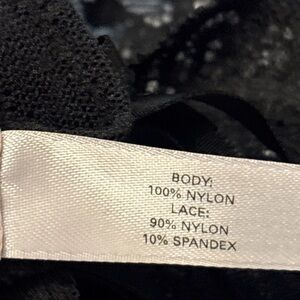 BODY:
100% NYLON
LACE:
90% NYLON
10% SPANDEX